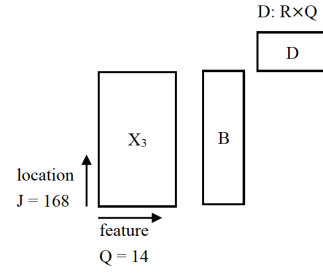 D: R×Q
D
X₃
B
location
J = 168
feature
Q = 14